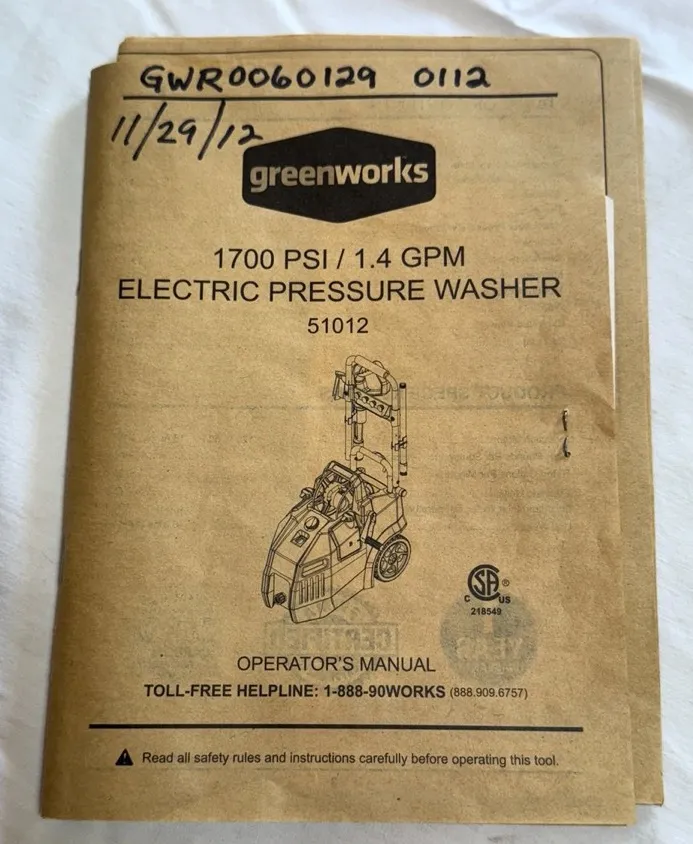 GWR0060129 0112
11/29/12
greenworks
1700 PSI / 1.4 GPM
ELECTRIC PRESSURE WASHER
51012
CSA®
C US
218549
OPERATOR'S MANUAL
TOLL-FREE HELPLINE: 1-888-90WORKS (888.909.6757)
Read all safety rules and instructions carefully before operating this tool.